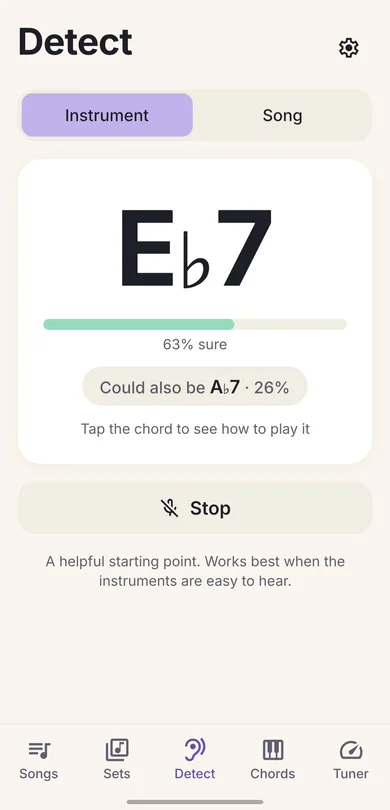 Detect
Instrument
Song
E♭7
63% sure
Could also be A♭7 · 26%
Tap the chord to see how to play it
Stop
A helpful starting point. Works best when the
instruments are easy to hear.
Songs
Sets
Detect
Chords
Tuner